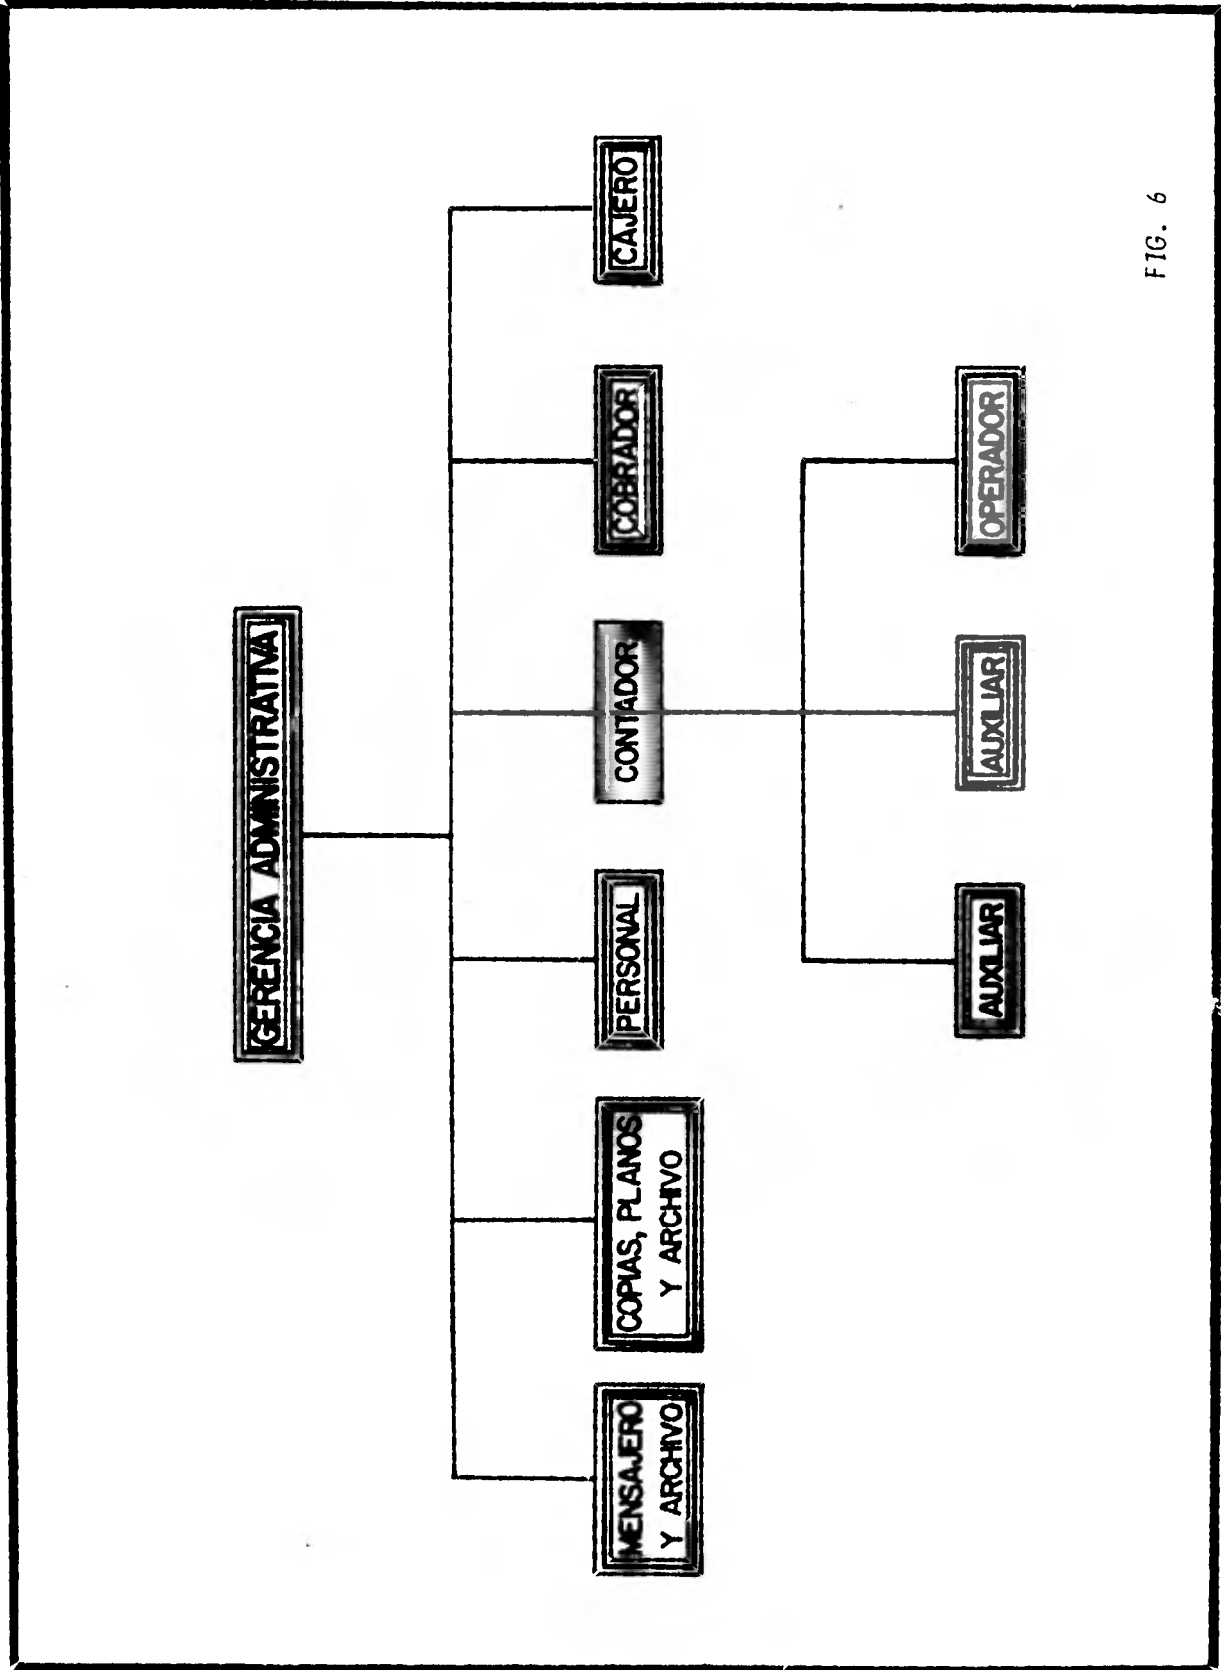 GERENCIA ADMINISTRATIVA
MENSAJERO
Y ARCHIVO
COPIAS, PLANOS
Y ARCHIVO
PERSONAL
CONTADOR
COBRADOR
CAJERO
AUXILIAR
AUXILIAR
OPERADOR
FIG. 6